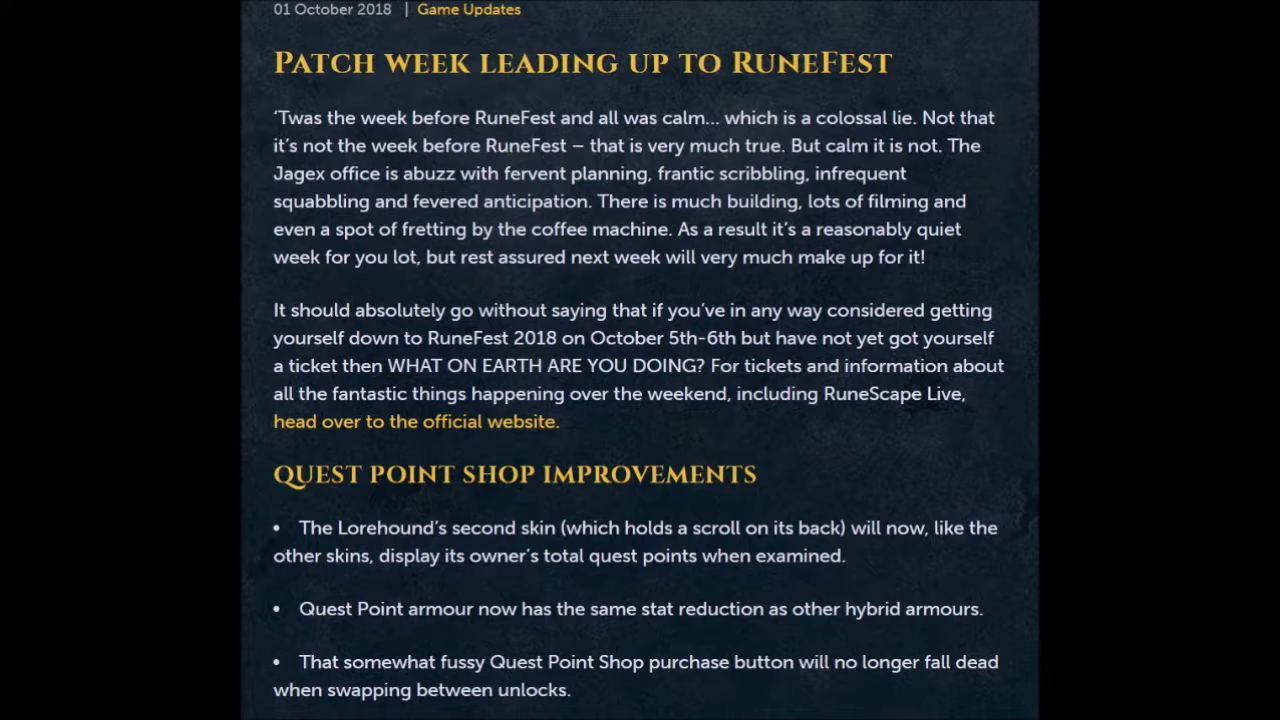 01 October 2018 | Game Updates
Patch week leading up to RuneFest
‘Twas the week before RuneFest and all was calm... which is a colossal lie. Not that
it’s not the week before RuneFest – that is very much true. But calm it is not. The
Jagex office is abuzz with fervent planning, frantic scribbling, infrequent
squabbling and fevered anticipation. There is much building, lots of filming and
even a spot of fretting by the coffee machine. As a result it’s a reasonably quiet
week for you lot, but rest assured next week will very much make up for it!
It should absolutely go without saying that if you’ve in any way considered getting
yourself down to RuneFest 2018 on October 5th-6th but have not yet got yourself
a ticket then WHAT ON EARTH ARE YOU DOING? For tickets and information about
all the fantastic things happening over the weekend, including RuneScape Live,
head over to the official website.
Quest Point Shop Improvements
• The Lorehound’s second skin (which holds a scroll on its back) will now, like the
other skins, display its owner’s total quest points when examined.
• Quest Point armour now has the same stat reduction as other hybrid armours.
• That somewhat fussy Quest Point Shop purchase button will no longer fall dead
when swapping between unlocks.